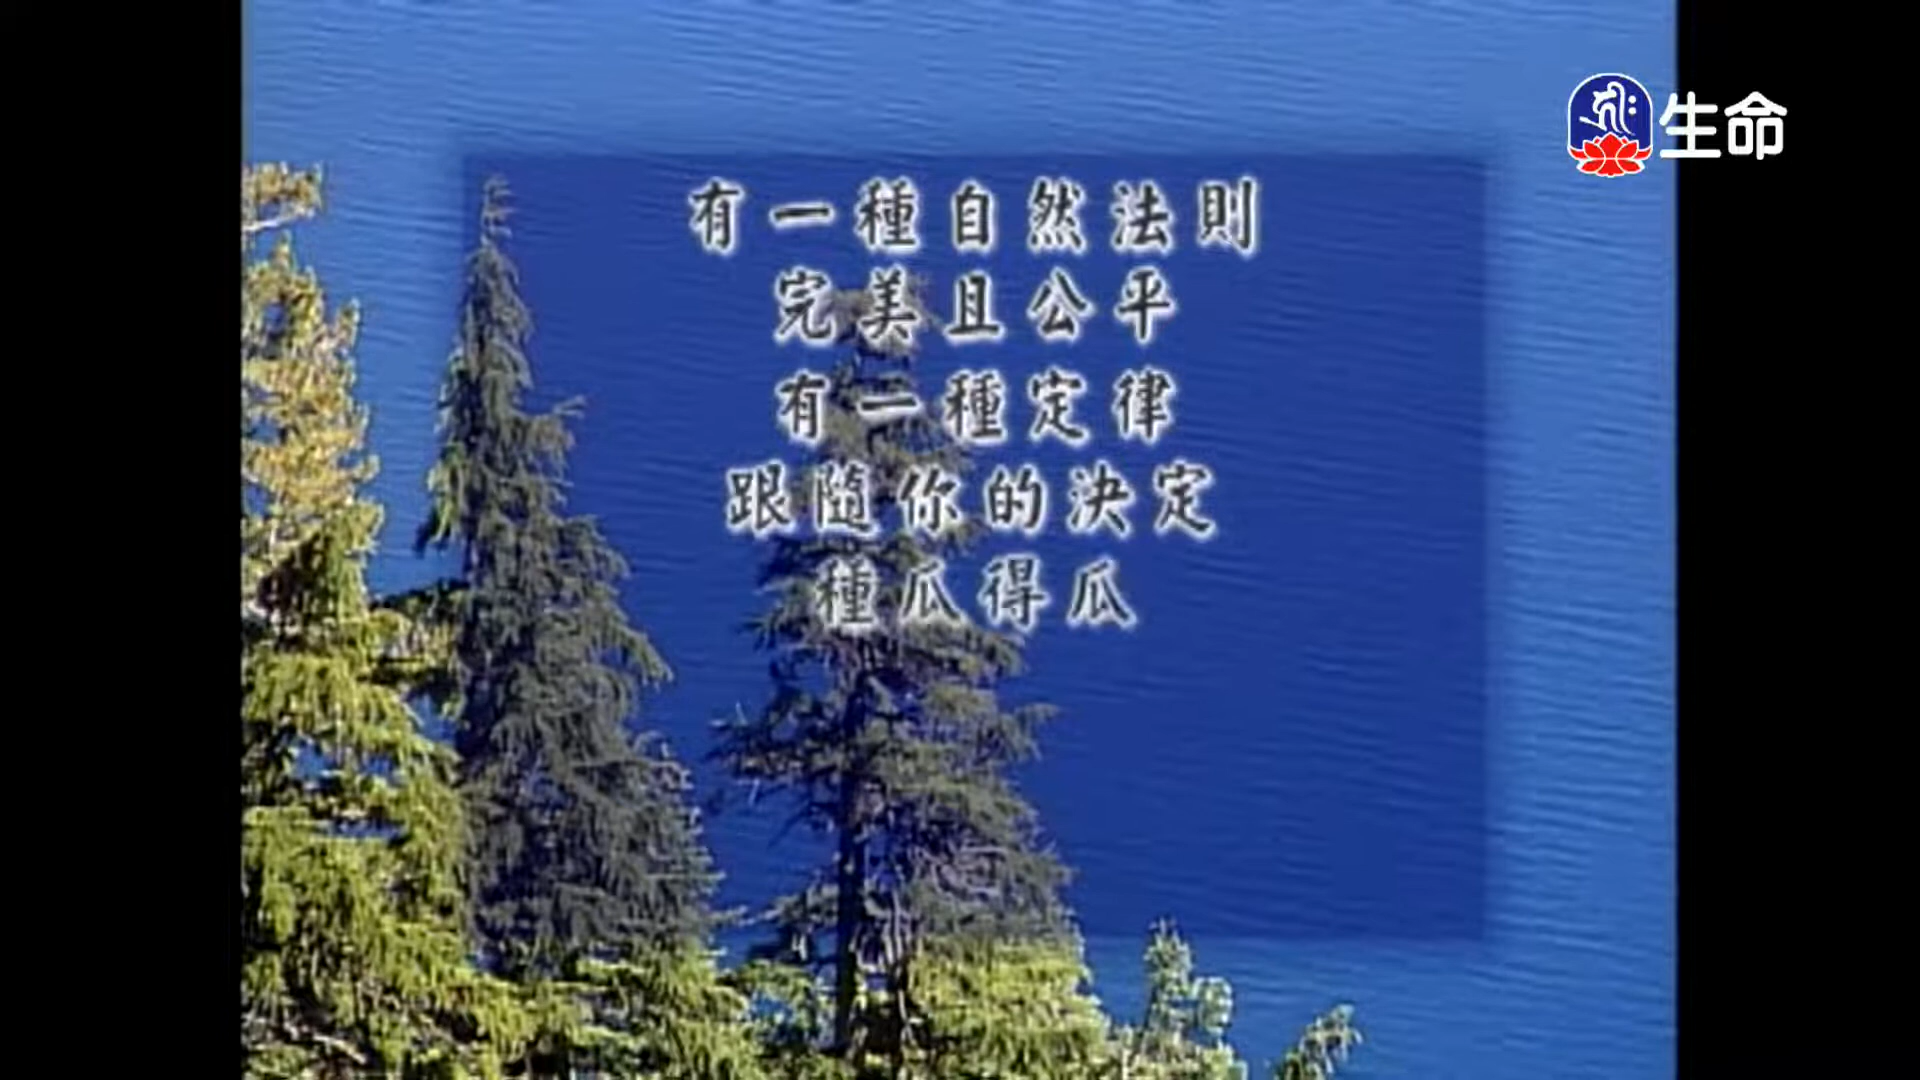 生命
有一種自然法則
完美且公平
有一種定律
跟隨你的決定
種瓜得瓜